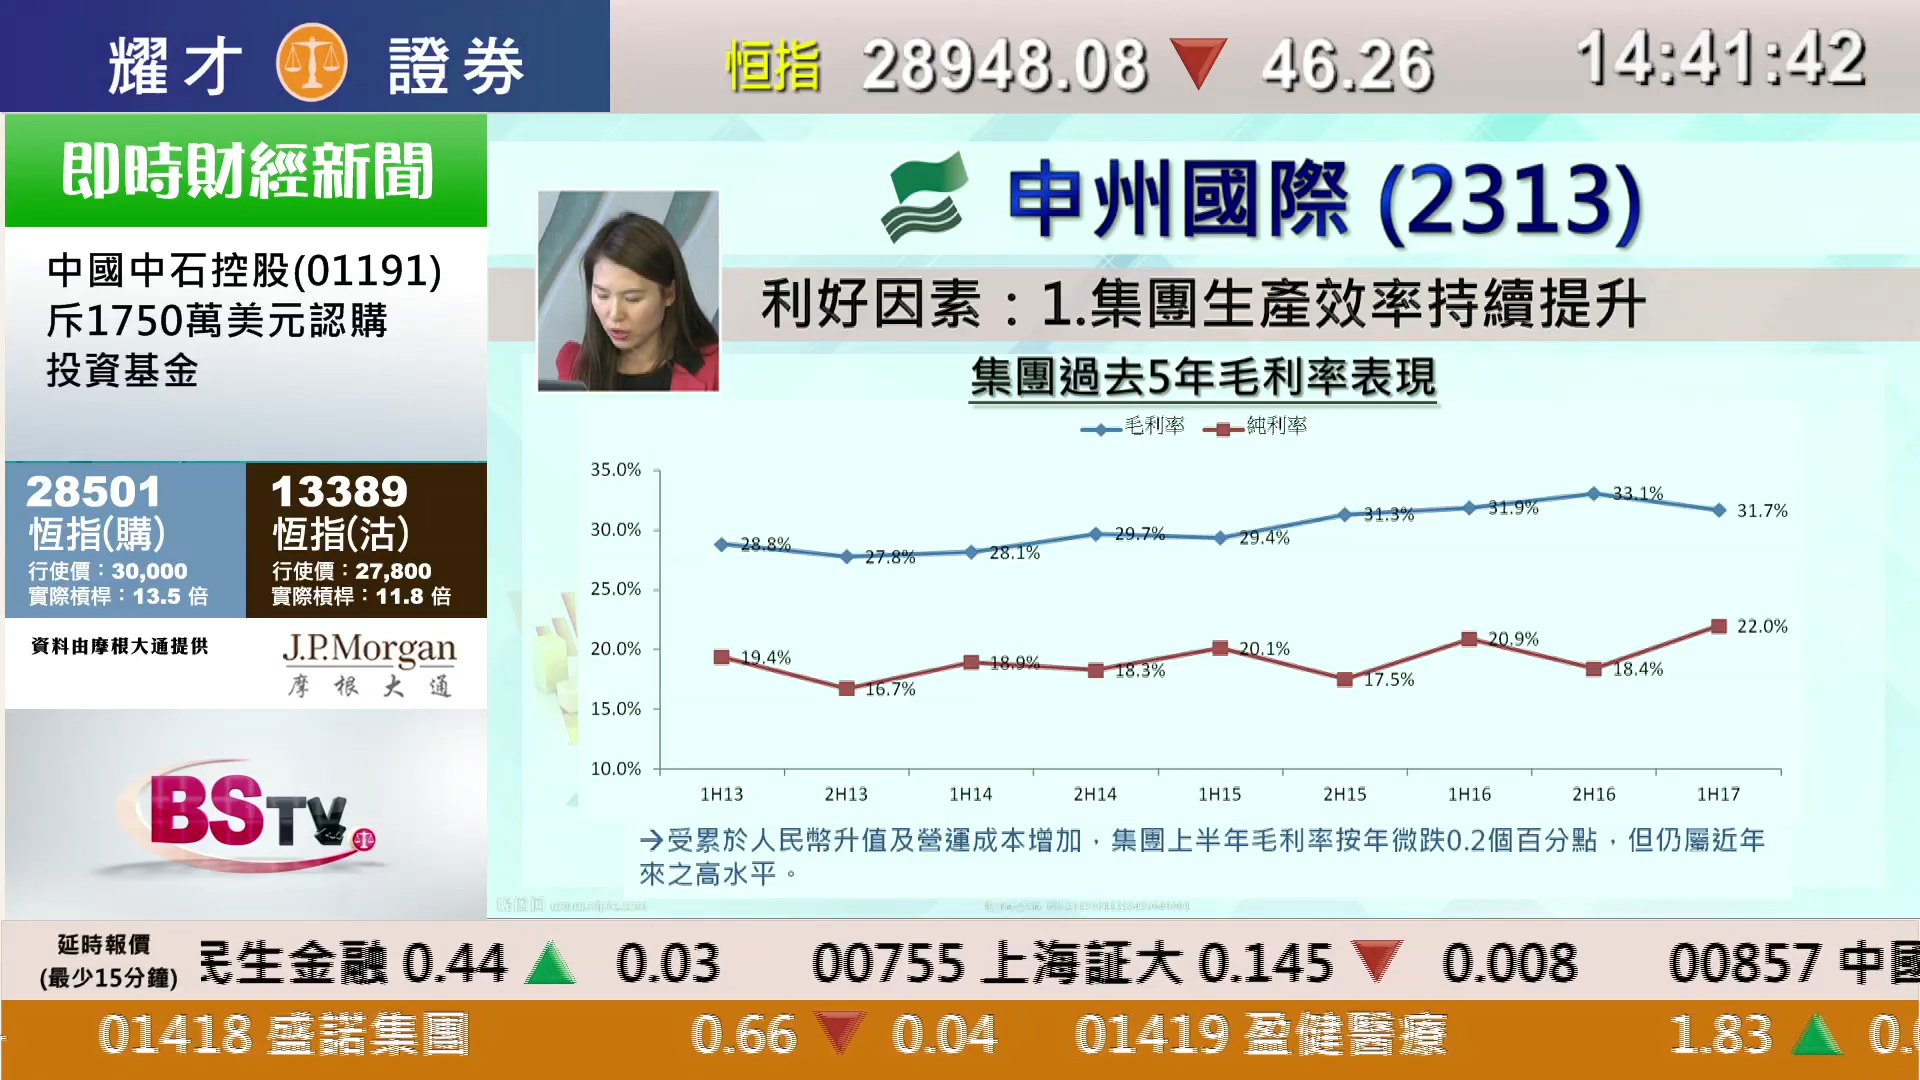 耀才 證券
恒指 28948.08 ▼ 46.26
14:41:42
即時財經新聞
中國中石控股(01191)
斥1750萬美元認購
投資基金
28501
恆指(購)
行使價：30,000
實際槓桿：13.5 倍
13389
恆指(沽)
行使價：27,800
實際槓桿：11.8 倍
資料由摩根大通提供
J.P.Morgan
摩根大通
BSTV
申州國際 (2313)
利好因素：1.集團生產效率持續提升
集團過去5年毛利率表現
毛利率 純利率
35.0%
30.0%
25.0%
20.0%
15.0%
10.0%
28.8% 27.8% 28.1% 29.7% 29.4% 31.3% 31.9% 33.1% 31.7%
19.4% 16.7% 18.9% 18.3% 20.1% 17.5% 20.9% 18.4% 22.0%
1H13 2H13 1H14 2H14 1H15 2H15 1H16 2H16 1H17
→受累於人民幣升值及營運成本增加，集團上半年毛利率按年微跌0.2個百分點，但仍屬近年
來之高水平。
延時報價
(最少15分鐘)
民生金融 0.44 ▲ 0.03 00755 上海証大 0.145 ▼ 0.008 00857 中國
01418 盛諾集團 0.66 ▼ 0.04 01419 盈健醫療 1.83 ▲ 0.0